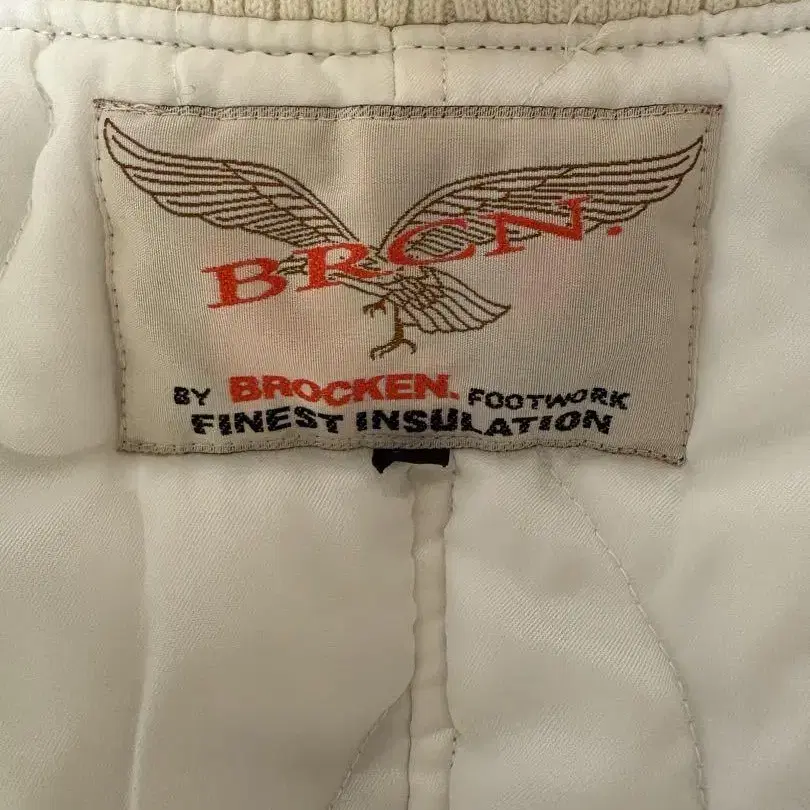 BRCN.
BY BROCKEN. FOOTWORK
FINEST INSULATION